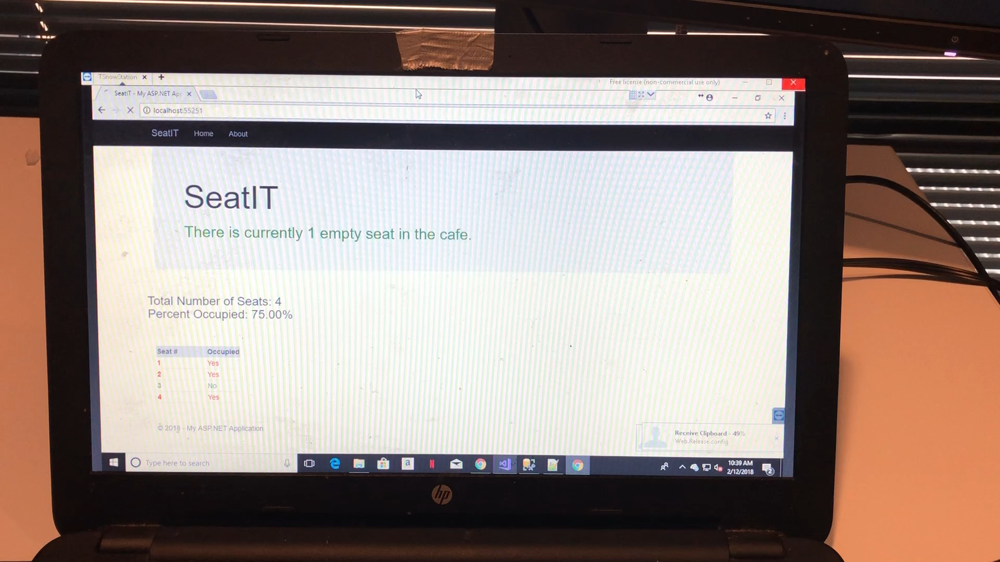 TSnowStation
Free license (non-commercial use only)
SeatIT - My ASP.NET Apr
localhost:55251
SeatIT Home About
SeatIT
There is currently 1 empty seat in the cafe.
Total Number of Seats: 4
Percent Occupied: 75.00%
Seat # Occupied
1 Yes
2 Yes
3 No
4 Yes
© 2018 - My ASP.NET Application
Receive Clipboard - 49%
Web.Release.config
Type here to search
a
N
10:39 AM
2/12/2018
2
hp